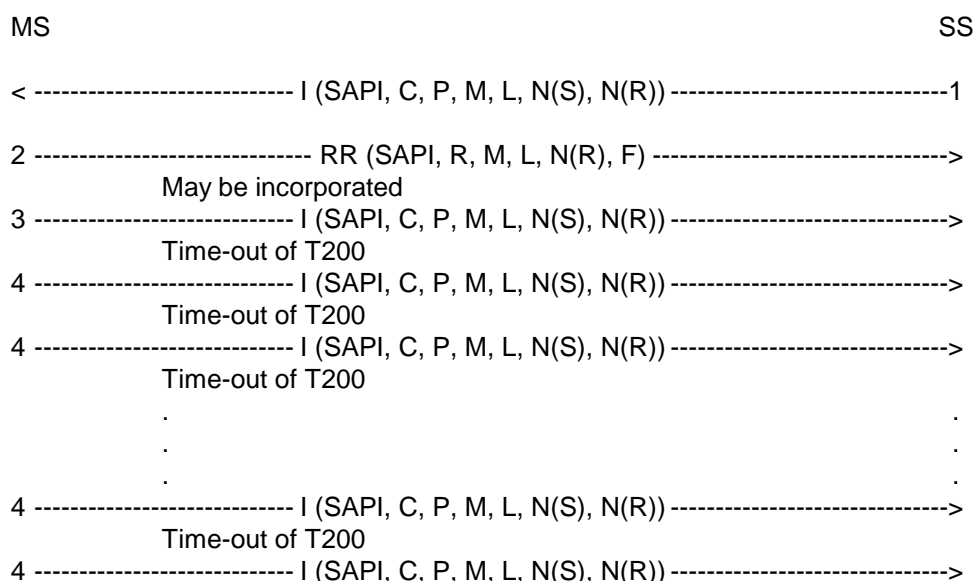 MS SS
< ----------------------------- I (SAPI, C, P, M, L, N(S), N(R)) -------------------------------1
2 ------------------------------- RR (SAPI, R, M, L, N(R), F) --------------------------------->
May be incorporated
3 ----------------------------- I (SAPI, C, P, M, L, N(S), N(R)) ------------------------------->
Time-out of T200
4 ----------------------------- I (SAPI, C, P, M, L, N(S), N(R)) ------------------------------->
Time-out of T200
4 ----------------------------- I (SAPI, C, P, M, L, N(S), N(R)) ------------------------------->
Time-out of T200
. .
. .
. .
4 ----------------------------- I (SAPI, C, P, M, L, N(S), N(R)) ------------------------------->
Time-out of T200
4 ----------------------------- I (SAPI, C, P, M, L, N(S), N(R)) ------------------------------->